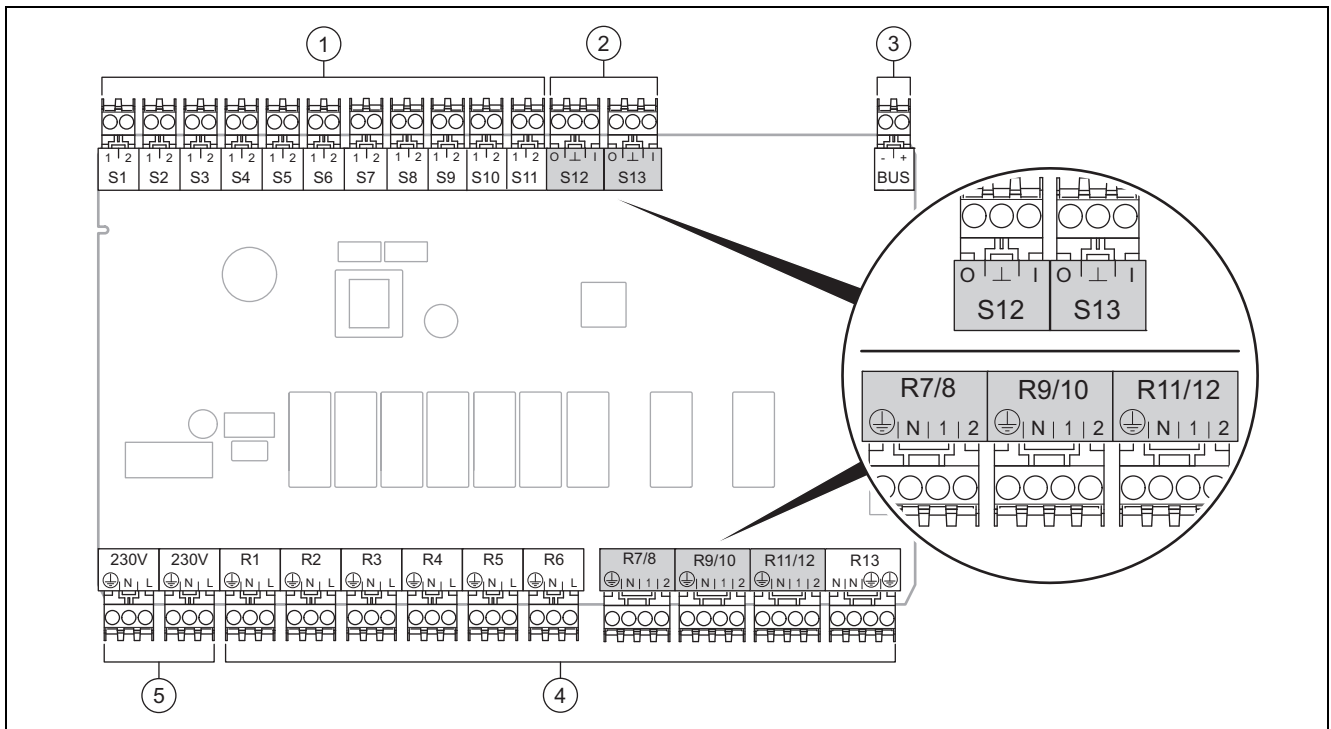 1 2 3
1 2 1 2 1 2 1 2 1 2 1 2 1 2 1 2 1 2 1 2 1 2 O ⊥ I O ⊥ I - +
S1 S2 S3 S4 S5 S6 S7 S8 S9 S10 S11 S12 S13 BUS
O ⊥ I O ⊥ I
S12 S13
R7/8 R9/10 R11/12
N 1 2 N 1 2 N 1 2
230V 230V R1 R2 R3 R4 R5 R6 R7/8 R9/10 R11/12 R13
N L N L N L N L N L N L N L N L N 1 2 N 1 2 N 1 2 N N
5 4